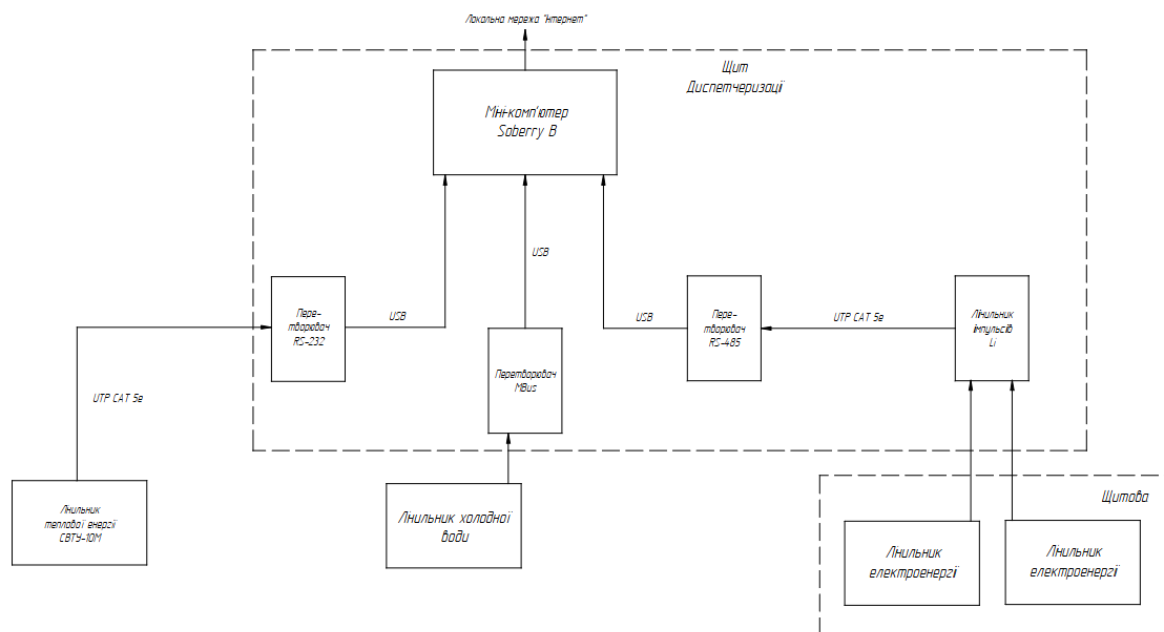 Локальна мережа "Інтернет"
Щит
Диспетчеризації
Міні-комп'ютер
Soberry B
USB
Пере-
творювач
RS-232
USB
USB
Пере-
творювач
RS-485
UTP CAT 5e
Лічильник
імпульсів
Li
Перетворювач
MBus
UTP CAT 5e
Лічильник
теплової енергії
СВТУ-10М
Лічильник холодної
води
Щитова
Лічильник
електроенергії
Лічильник
електроенергії